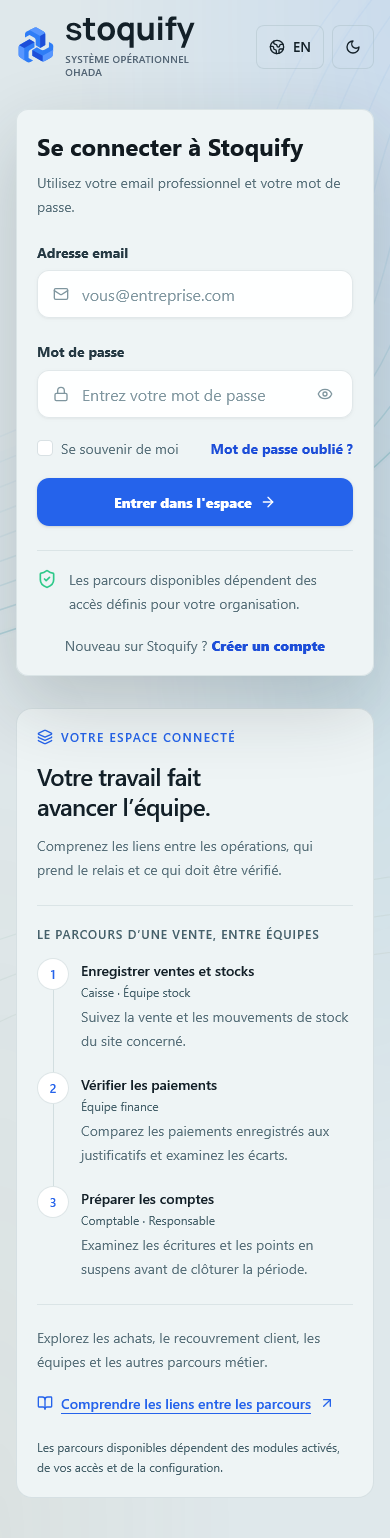 stoquify
SYSTÈME OPÉRATIONNEL
OHADA
EN
Se connecter à Stoquify
Utilisez votre email professionnel et votre mot de
passe.
Adresse email
vous@entreprise.com
Mot de passe
Entrez votre mot de passe
Se souvenir de moi
Mot de passe oublié ?
Entrer dans l'espace
Les parcours disponibles dépendent des
accès définis pour votre organisation.
Nouveau sur Stoquify ? Créer un compte
VOTRE ESPACE CONNECTÉ
Votre travail fait
avancer l’équipe.
Comprenez les liens entre les opérations, qui
prend le relais et ce qui doit être vérifié.
LE PARCOURS D’UNE VENTE, ENTRE ÉQUIPES
1
Enregistrer ventes et stocks
Caisse · Équipe stock
Suivez la vente et les mouvements de stock
du site concerné.
2
Vérifier les paiements
Équipe finance
Comparez les paiements enregistrés aux
justificatifs et examinez les écarts.
3
Préparer les comptes
Comptable · Responsable
Examinez les écritures et les points en
suspens avant de clôturer la période.
Explorez les achats, le recouvrement client, les
équipes et les autres parcours métier.
Comprendre les liens entre les parcours
Les parcours disponibles dépendent des modules activés,
de vos accès et de la configuration.